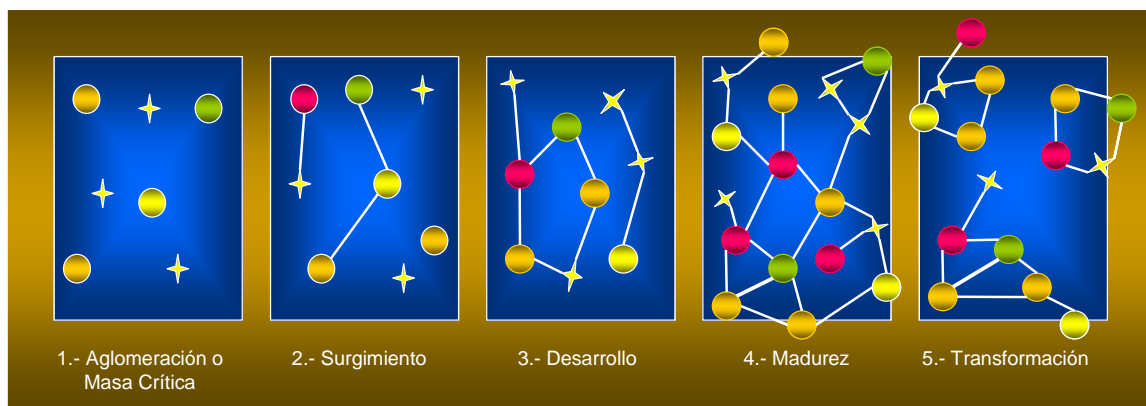 1.- Aglomeración o
Masa Crítica
2.- Surgimiento
3.- Desarrollo
4.- Madurez
5.- Transformación